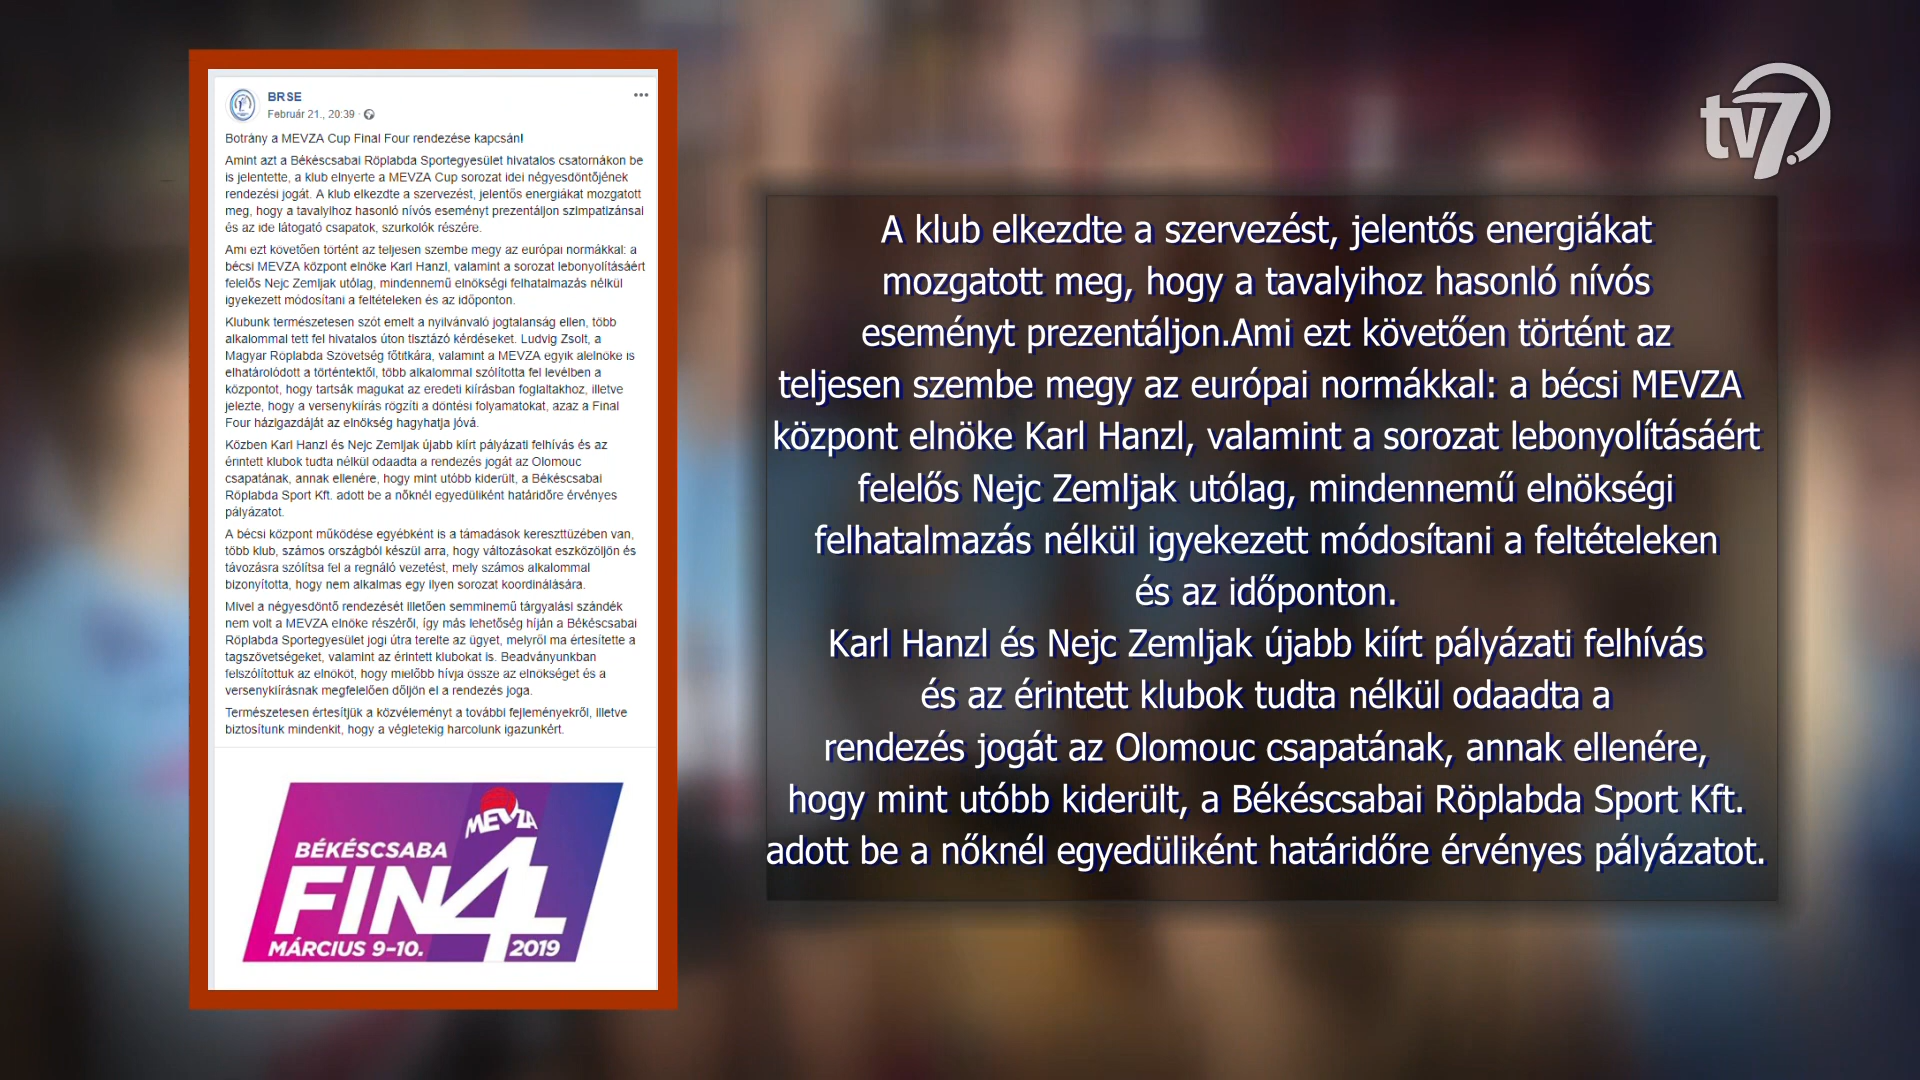 BRSE
Február 21., 20:39
Botrány a MEVZA Cup Final Four rendezése kapcsán!
Amint azt a Békéscsabai Röplabda Sportegyesület hivatalos csatornákon be
is jelentette, a klub elnyerte a MEVZA Cup sorozat idei négyesdöntőjének
rendezési jogát. A klub elkezdte a szervezést, jelentős energiákat mozgatott
meg, hogy a tavalyihoz hasonló nívós eseményt prezentáljon szimpatizánsai
és az ide látogató csapatok, szurkolók részére.
Ami ezt követően történt az teljesen szembe megy az európai normákkal: a
bécsi MEVZA központ elnöke Karl Hanzl, valamint a sorozat lebonyolításáért
felelős Nejc Zemljak utólag, mindennemű elnökségi felhatalmazás nélkül
igyekezett módosítani a feltételeken és az időponton.
Klubunk természetesen szót emelt a nyilvánvaló jogtalanság ellen, több
alkalommal tett fel hivatalos úton tisztázó kérdéseket. Ludvig Zsolt, a
Magyar Röplabda Szövetség főtitkára, valamint a MEVZA egyik alelnöke is
elhatárolódott a történtektől, több alkalommal szólította fel levélben a
központot, hogy tartsák magukat az eredeti kiírásban foglaltakhoz, illetve
jelezte, hogy a versenykiírás rögzíti a döntési folyamatokat, azaz a Final
Four házigazdáját az elnökség hagyhatja jóvá.
Közben Karl Hanzl és Nejc Zemljak újabb kiírt pályázati felhívás és az
érintett klubok tudta nélkül odaadta a rendezés jogát az Olomouc
csapatának, annak ellenére, hogy mint utóbb kiderült, a Békéscsabai
Röplabda Sport Kft. adott be a nőknél egyedüliként határidőre érvényes
pályázatot.
A bécsi központ működése egyébként is a támadások kereszttüzében van,
több klub, számos országból készül arra, hogy változásokat eszközöljön és
távozásra szólítsa fel a regnáló vezetést, mely számos alkalommal
bizonyította, hogy nem alkalmas egy ilyen sorozat koordinálására.
Mivel a négyesdöntő rendezését illetően semminemű tárgyalási szándék
nem volt a MEVZA elnöke részéről, így más lehetőség híján a Békéscsabai
Röplabda Sportegyesület jogi útra terelte az ügyet, melyről ma értesítette a
tagszövetségeket, valamint az érintett klubokat is. Beadványunkban
felszólítottuk az elnököt, hogy mielőbb hívja össze az elnökséget és a
versenykiírásnak megfelelően dőljön el a rendezés joga.
Természetesen értesítjük a közvéleményt a további fejleményekről, illetve
biztosítunk mindenkit, hogy a végletekig harcolunk igazunkért.
MEVZA
BÉKÉSCSABA
FIN4L
MÁRCIUS 9-10. 2019
tv7.
A klub elkezdte a szervezést, jelentős energiákat
mozgatott meg, hogy a tavalyihoz hasonló nívós
eseményt prezentáljon.Ami ezt követően történt az
teljesen szembe megy az európai normákkal: a bécsi MEVZA
központ elnöke Karl Hanzl, valamint a sorozat lebonyolításáért
felelős Nejc Zemljak utólag, mindennemű elnökségi
felhatalmazás nélkül igyekezett módosítani a feltételeken
és az időponton.
Karl Hanzl és Nejc Zemljak újabb kiírt pályázati felhívás
és az érintett klubok tudta nélkül odaadta a
rendezés jogát az Olomouc csapatának, annak ellenére,
hogy mint utóbb kiderült, a Békéscsabai Röplabda Sport Kft.
adott be a nőknél egyedüliként határidőre érvényes pályázatot.